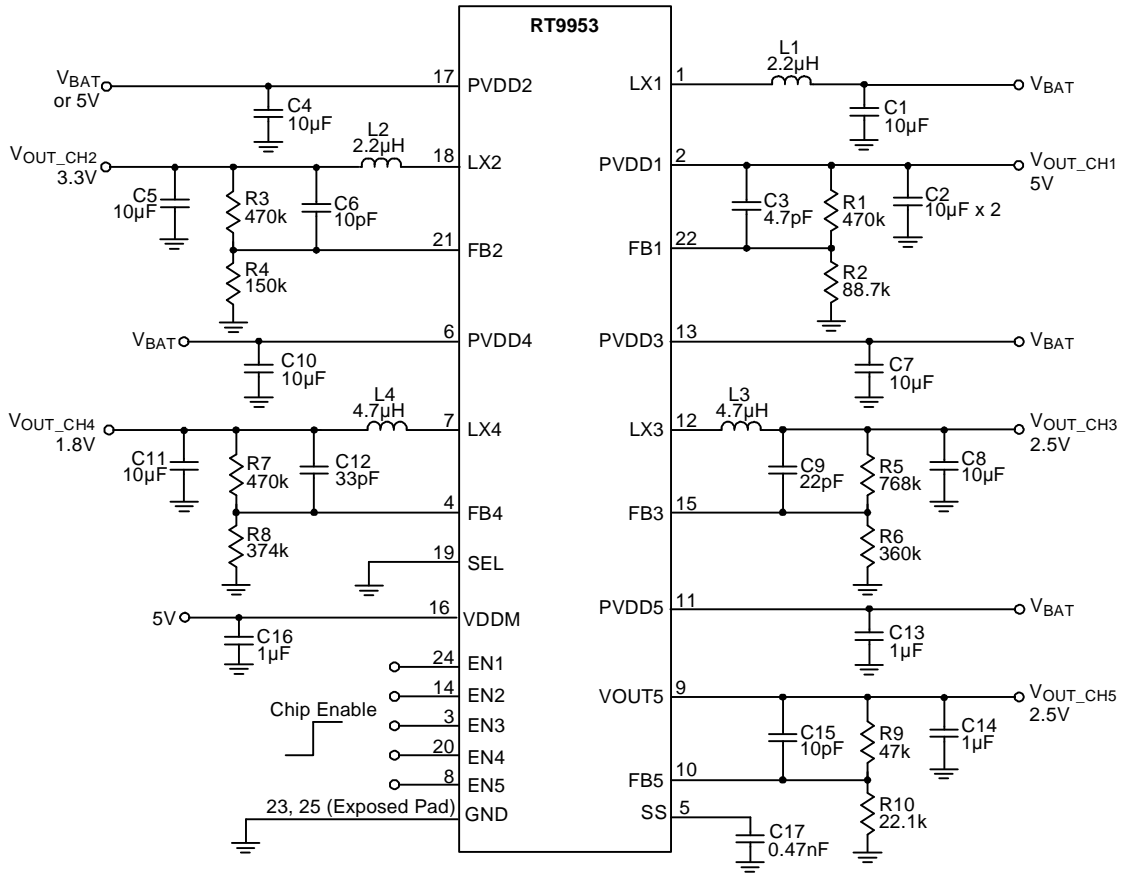 RT9953
VBAT
or 5V
17
PVDD2
C4
10µF
VOUT_CH2
3.3V
L2
2.2µH
18
LX2
C5
10µF
R3
470k
C6
10pF
21
FB2
R4
150k
VBAT
6
PVDD4
C10
10µF
VOUT_CH4
1.8V
L4
4.7µH
7
LX4
C11
10µF
R7
470k
C12
33pF
4
FB4
R8
374k
19
SEL
5V
16
VDDM
C16
1µF
24
EN1
14
EN2
Chip Enable
3
EN3
20
EN4
8
EN5
23, 25 (Exposed Pad)
GND
LX1
1
L1
2.2µH
VBAT
C1
10µF
PVDD1
2
VOUT_CH1
5V
C3
4.7pF
R1
470k
C2
10µF x 2
FB1
22
R2
88.7k
PVDD3
13
VBAT
C7
10µF
LX3
12
L3
4.7µH
VOUT_CH3
2.5V
C9
22pF
R5
768k
C8
10µF
FB3
15
R6
360k
PVDD5
11
VBAT
C13
1µF
VOUT5
9
VOUT_CH5
2.5V
C15
10pF
R9
47k
C14
1µF
FB5
10
R10
22.1k
SS
5
C17
0.47nF